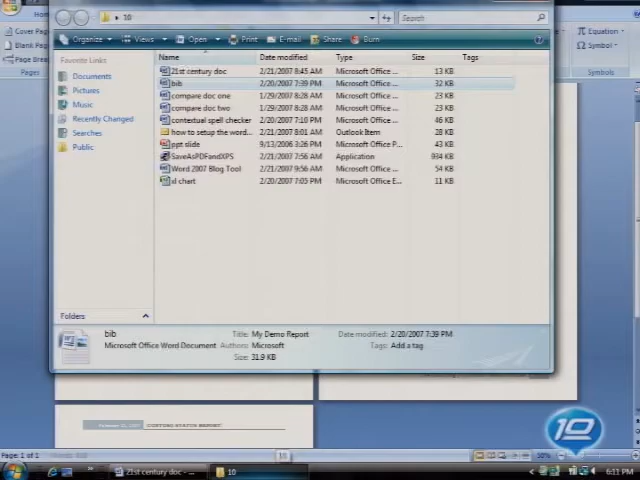 10
Search
Organize Views Open Print E-mail Share Burn
Favorite Links
Documents
Pictures
Music
Recently Changed
Searches
Public
Folders
Name Date modified Type Size Tags
21st century doc 2/21/2007 8:45 AM Microsoft Office ... 13 KB
bib 2/20/2007 7:39 PM Microsoft Office ... 32 KB
compare doc one 1/29/2007 8:28 AM Microsoft Office ... 23 KB
compare doc two 1/29/2007 8:28 AM Microsoft Office ... 23 KB
contextual spell checker 2/20/2007 7:10 PM Microsoft Office ... 46 KB
how to setup the word... 2/21/2007 8:01 AM Outlook Item 28 KB
ppt slide 9/13/2006 3:26 PM Microsoft Office P... 43 KB
SaveAsPDFandXPS 2/21/2007 7:56 AM Application 934 KB
Word 2007 Blog Tool 2/21/2007 9:56 AM Microsoft Office ... 54 KB
xl chart 2/20/2007 7:05 PM Microsoft Office E... 11 KB
bib Title: My Demo Report Date modified: 2/20/2007 7:39 PM
Microsoft Office Word Document Authors: Microsoft Tags: Add a tag
Size: 31.9 KB
Cover Pag
Blank Pag
Page Bre
Pages
Equation
Symbol
Symbols
10
Page: 1 of 1
10
50%
21st century doc - ... 10 6:11 PM